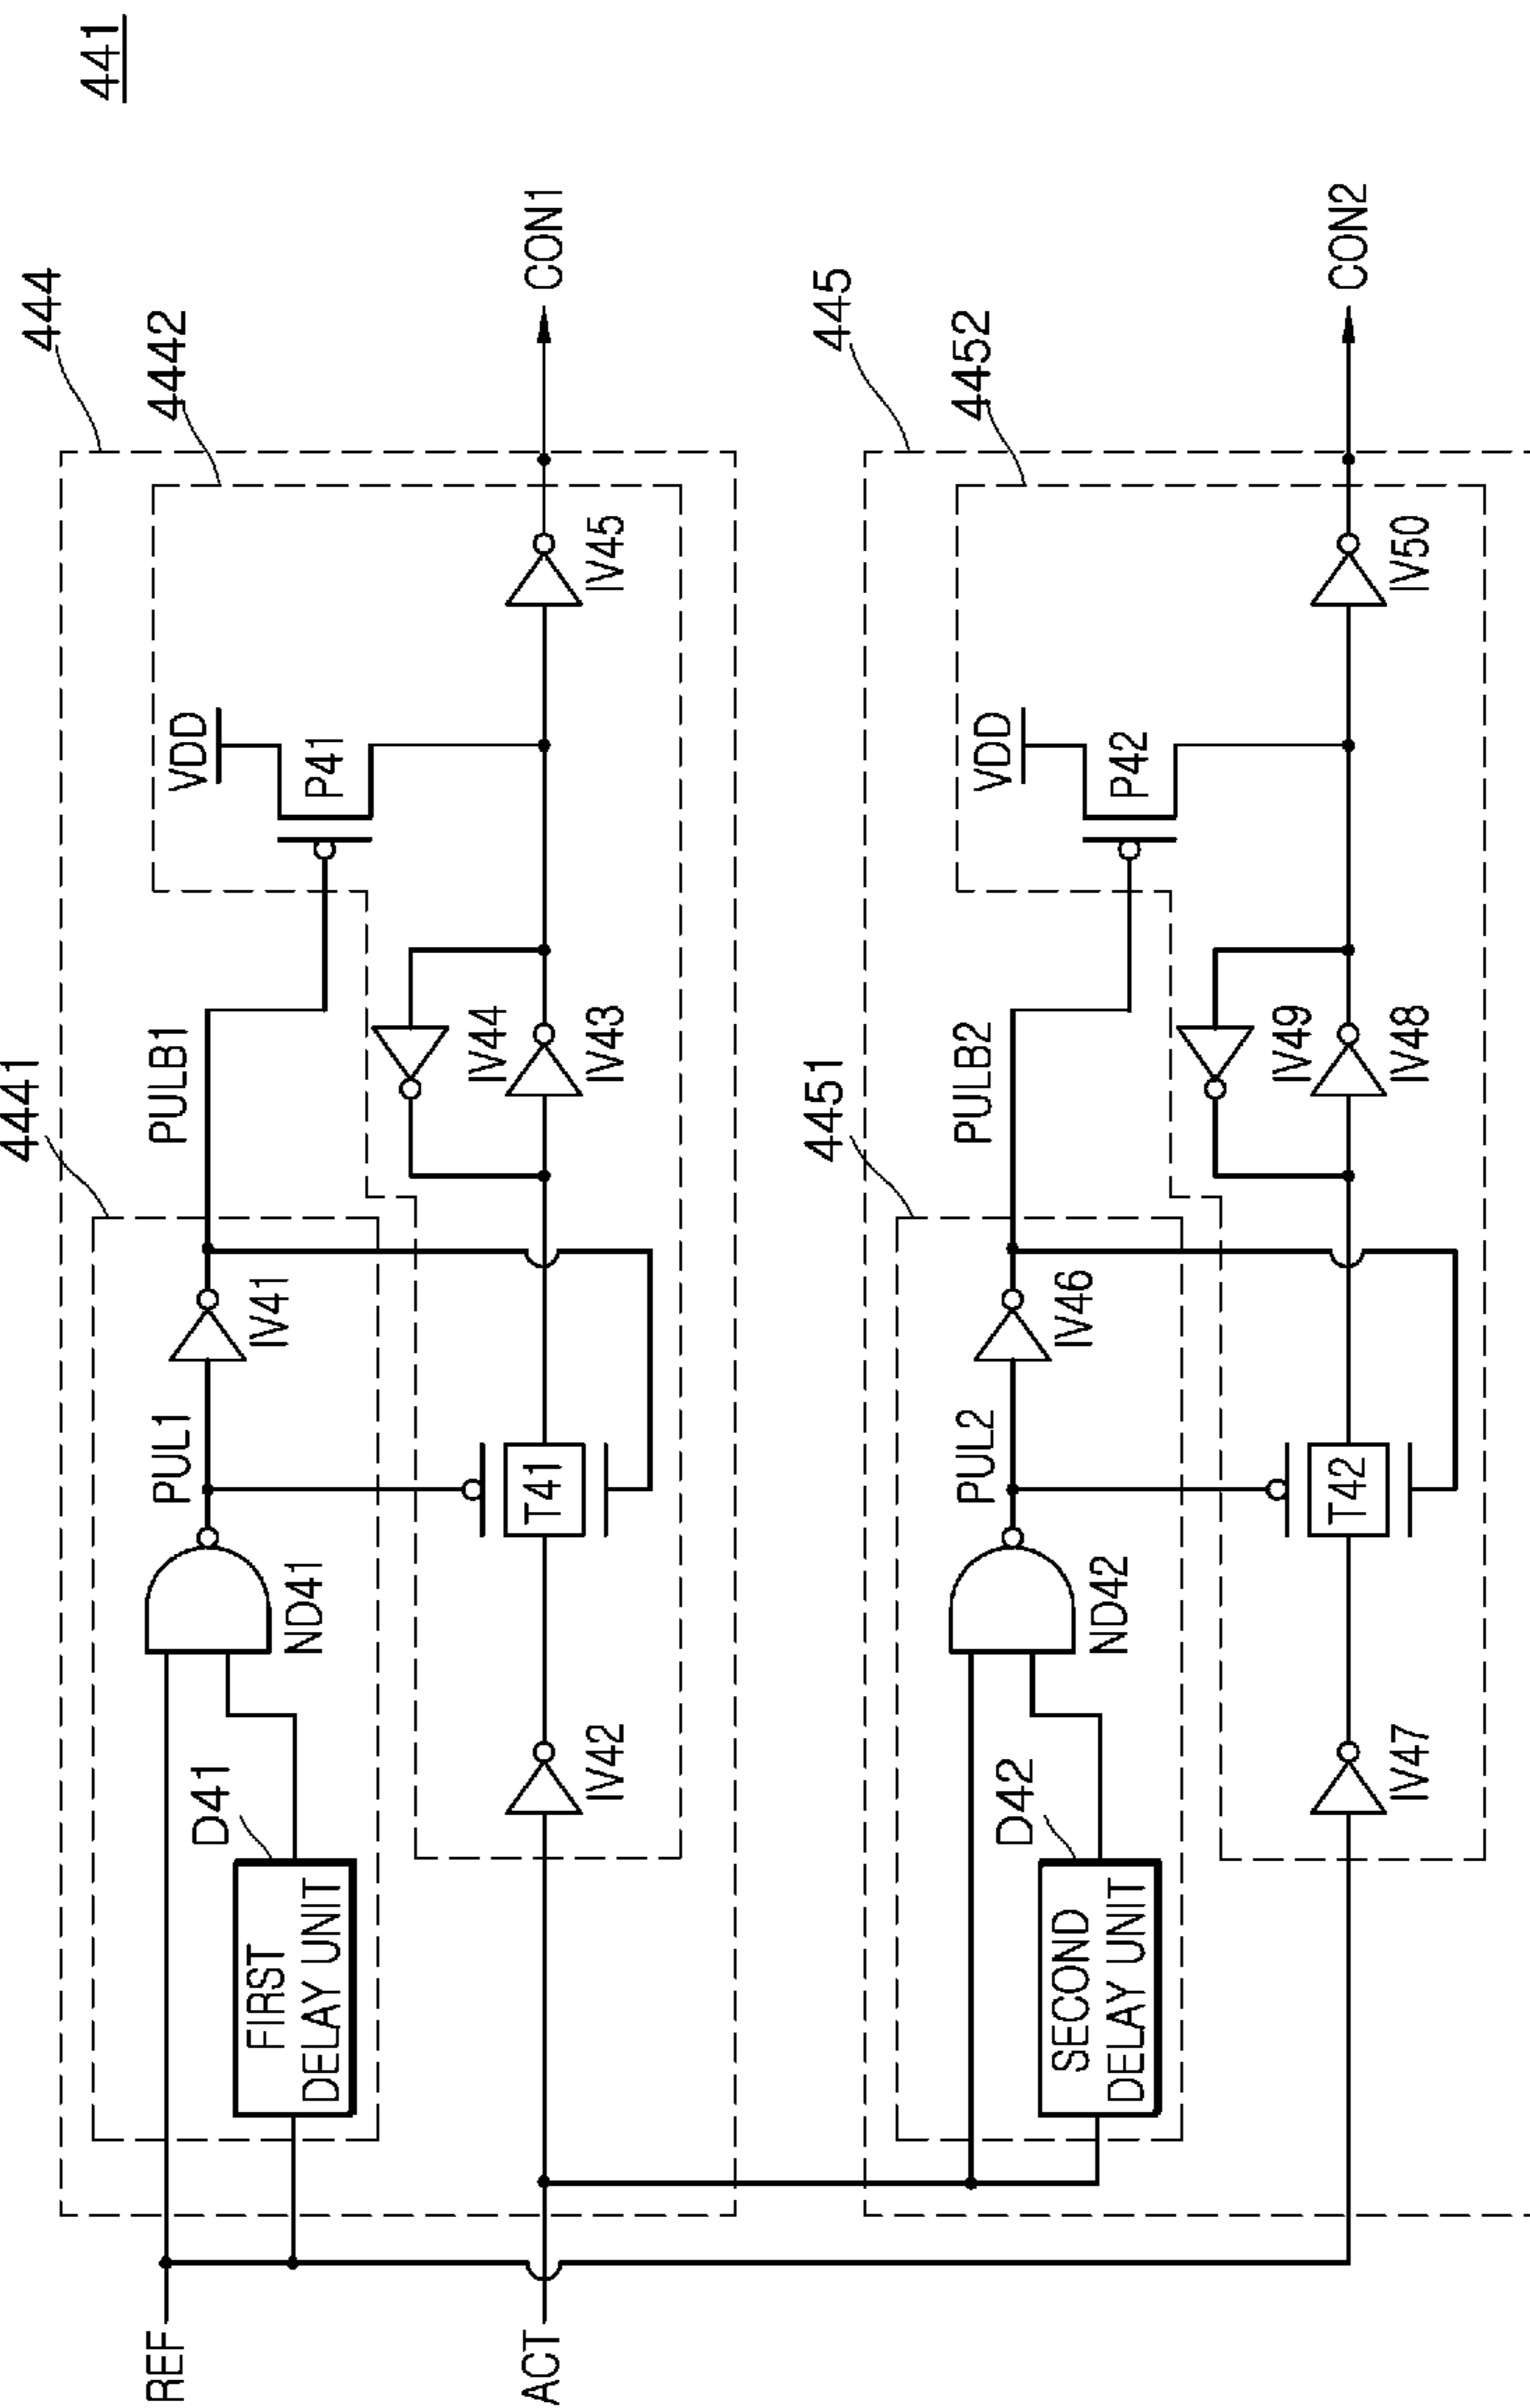 441
444
4442
CON1
4441
PULB1
VDD
P41
IV45
PUL1
IV41
IV44
IV43
ND41
T41
D41
IV42
FIRST
DELAY UNIT
REF
ACT
445
4452
CON2
4451
PULB2
VDD
P42
IV50
PUL2
IV46
IV49
IV48
ND42
T42
D42
IV47
SECOND
DELAY UNIT